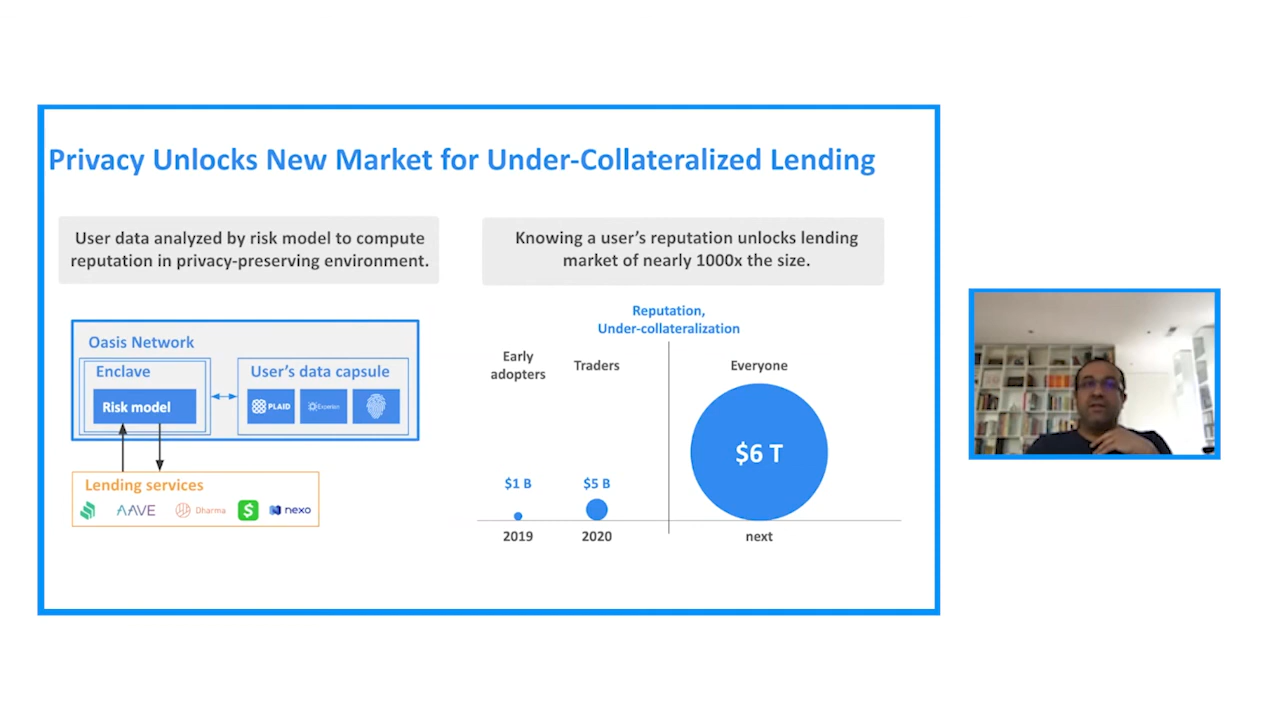 Privacy Unlocks New Market for Under-Collateralized Lending
User data analyzed by risk model to compute
reputation in privacy-preserving environment.
Knowing a user's reputation unlocks lending
market of nearly 1000x the size.
Oasis Network
Enclave
User's data capsule
Risk model
PLAID
Experian
Lending services
AAVE
Dharma
$
nexo
Reputation,
Under-collateralization
Early
adopters
Traders
Everyone
$1 B
$5 B
$6 T
2019
2020
next